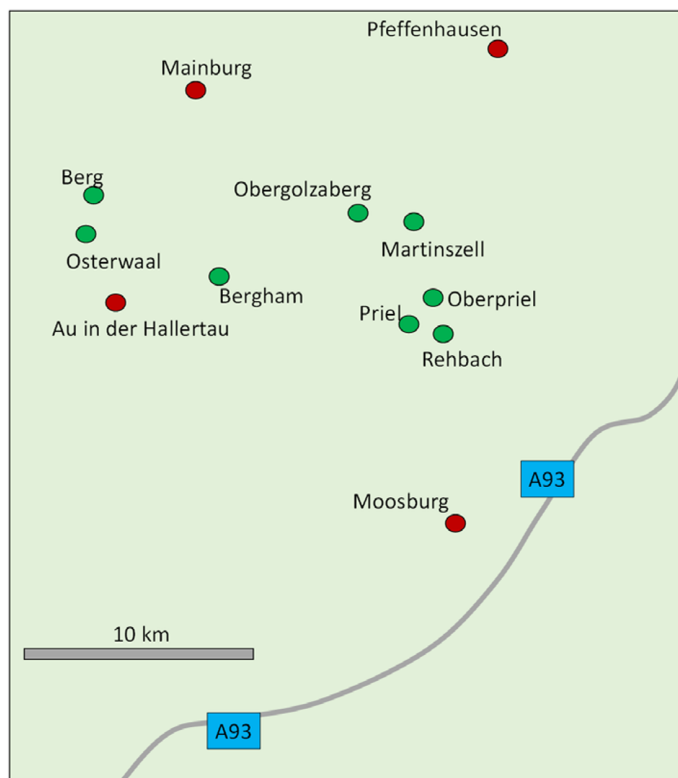 Pfeffenhausen
Mainburg
Berg
Obergolzaberg
Martinszell
Osterwaal
Bergham
Oberpriel
Priel
Au in der Hallertau
Rehbach
A93
Moosburg
10 km
A93